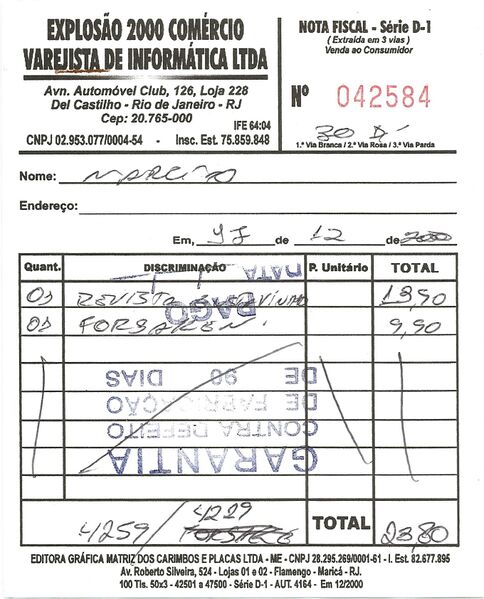 EXPLOSÃO 2000 COMÉRCIO
VAREJISTA DE INFORMÁTICA LTDA
Avn. Automóvel Club, 126, Loja 228
Del Castilho - Rio de Janeiro - RJ
Cep: 20.765-000
IFE 64:04
CNPJ 02.953.077/0004-54 - Insc. Est. 75.859.848
NOTA FISCAL - Série D-1
( Extraída em 3 vias )
Venda ao Consumidor
Nº 042584
30 D
1.ª Via Branca / 2.ª Via Rosa / 3.ª Via Parda
Nome:
Endereço:
Em, de 12 de 2000
Quant. DISCRIMINAÇÃO P. Unitário TOTAL
01 REVISTA 13,90
01 9,90
DATA
PAGO
GARANTIA
CONTRA DEFEITO
DE FABRICAÇÃO
DE 90 DIAS
4259 / 4229
TOTAL 23,80
EDITORA GRÁFICA MATRIZ DOS CARIMBOS E PLACAS LTDA - ME - CNPJ 28.295.269/0001-61 - I. Est. 82.677.895
Av. Roberto Silveira, 524 - Lojas 01 e 02 - Flamengo - Maricá - RJ.
100 Tls. 50x3 - 42501 a 47500 - Série D-1 - AUT. 4164 - Em 12/2000